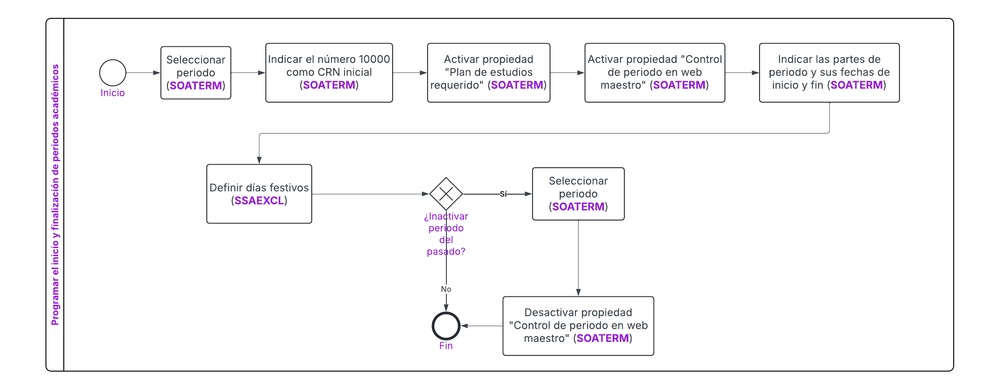 Programar el inicio y finalización de periodos académicos
Inicio
Seleccionar
periodo
(SOATERM)
Indicar el número 10000
como CRN inicial
(SOATERM)
Activar propiedad
"Plan de estudios
requerido" (SOATERM)
Activar propiedad "Control
de periodo en web
maestro" (SOATERM)
Indicar las partes de
periodo y sus fechas de
inicio y fin (SOATERM)
Definir días festivos
(SSAEXCL)
¿Inactivar
periodo
del
pasado?
Sí
Seleccionar
periodo
(SOATERM)
No
Desactivar propiedad
"Control de periodo en web
maestro" (SOATERM)
Fin